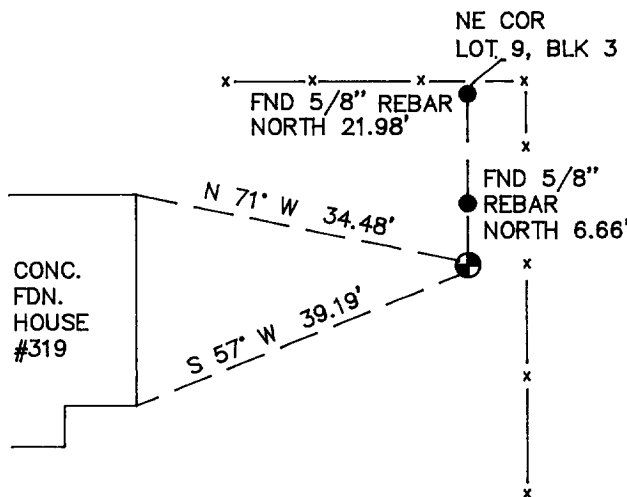 NE COR
LOT 9, BLK 3
FND 5/8" REBAR
NORTH 21.98'
FND 5/8"
REBAR
NORTH 6.66'
N 71° W 34.48'
S 57° W 39.19'
CONC.
FDN.
HOUSE
#319